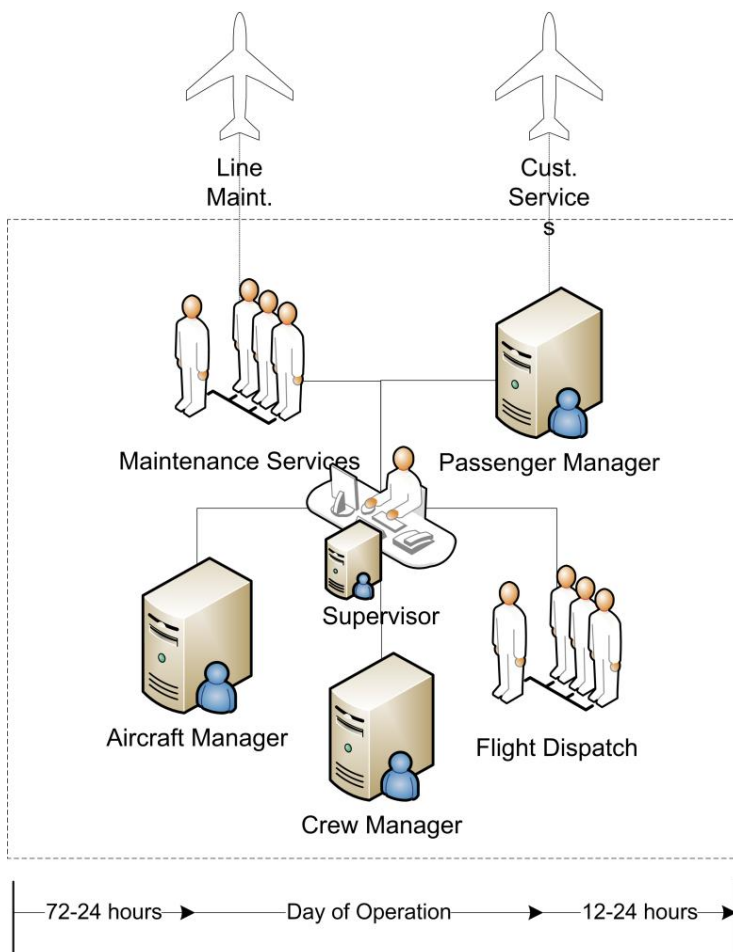 Line
Maint.
Cust.
Service
s
Maintenance Services
Passenger Manager
Supervisor
Aircraft Manager
Flight Dispatch
Crew Manager
72-24 hours
Day of Operation
12-24 hours